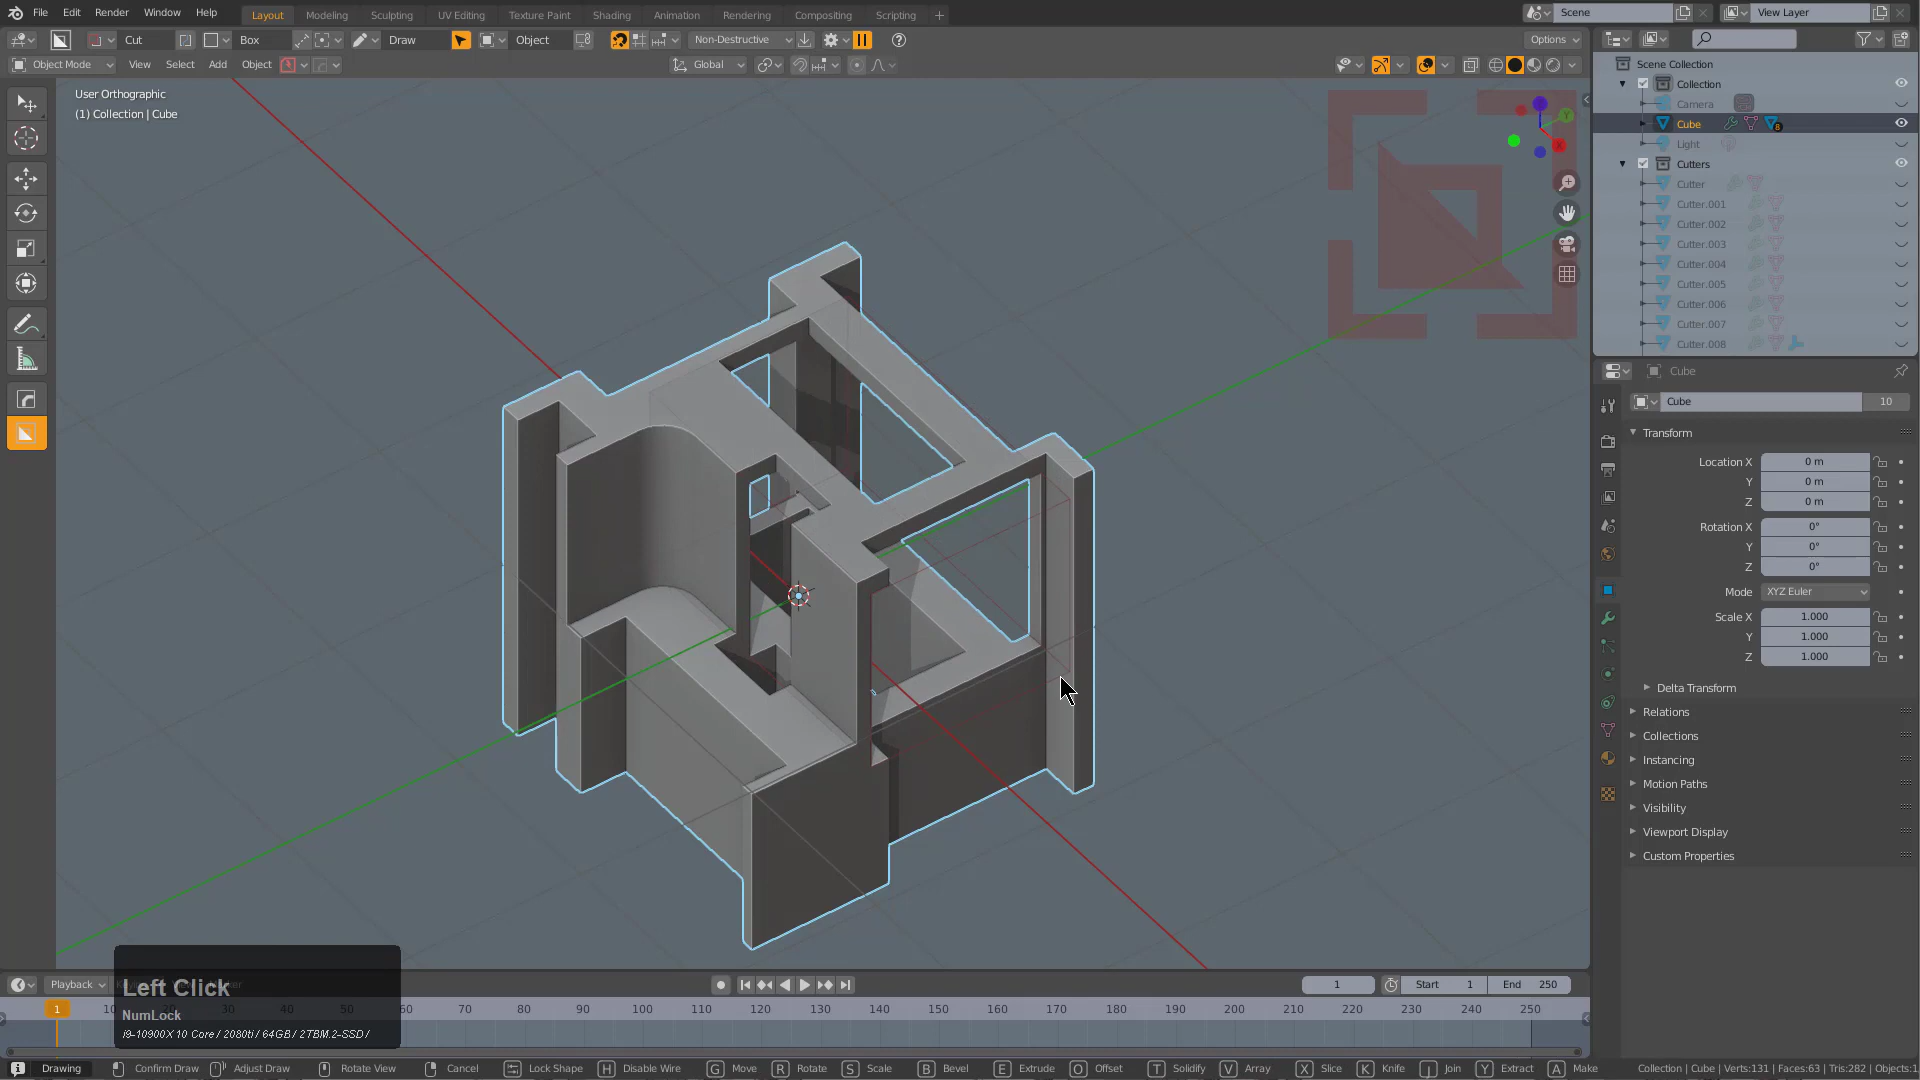 File Edit Render Window Help Layout Modeling Sculpting UV Editing Texture Paint Shading Animation Rendering Compositing Scripting + Scene View Layer
Cut Box Draw Object Non-Destructive Options
Object Mode View Select Add Object Global
User Orthographic
(1) Collection | Cube
Scene Collection
Collection
Camera
Cube 8
Light
Cutters
Cutter
Cutter.001
Cutter.002
Cutter.003
Cutter.004
Cutter.005
Cutter.006
Cutter.007
Cutter.008
Y
X
Cube
Cube 10
Transform
Location X 0 m
Y 0 m
Z 0 m
Rotation X 0°
Y 0°
Z 0°
Mode XYZ Euler
Scale X 1.000
Y 1.000
Z 1.000
Delta Transform
Relations
Collections
Instancing
Motion Paths
Visibility
Viewport Display
Custom Properties
Left Click
NumLock
i9-10900X 10 Core / 2080ti / 64GB / 2TBM.2-SSD /
Playback 1 Start 1 End 250
1 10 20 30 40 50 60 70 80 90 100 110 120 130 140 150 160 170 180 190 200 210 220 230 240 250
Drawing Confirm Draw Adjust Draw Rotate View Cancel Lock Shape H Disable Wire G Move R Rotate S Scale B Bevel E Extrude O Offset T Solidify V Array X Slice K Knife J Join Y Extract A Make Collection | Cube | Verts:131 | Faces:63 | Tris:282 | Objects:1